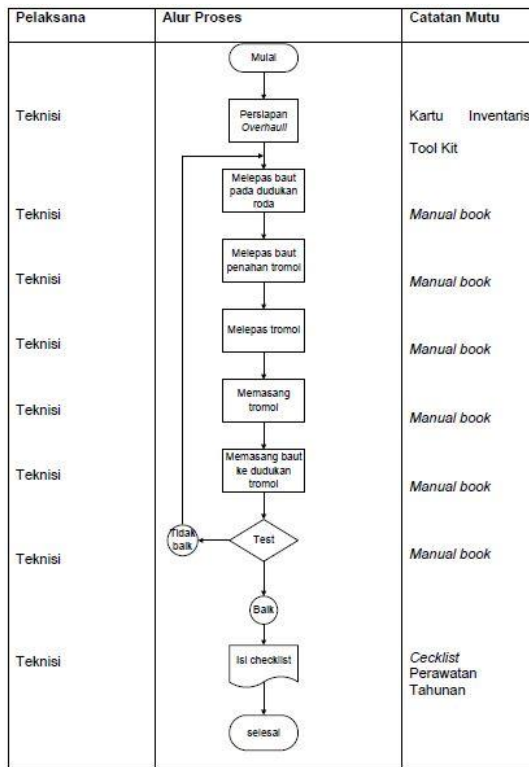 Pelaksana Alur Proses Catatan Mutu
Mulai
Teknisi
Persiapan
Overhaull
Kartu Inventaris
Tool Kit
Melepas baut
pada dudukan
roda
Teknisi
Manual book
Melepas baut
penahan tromol
Teknisi
Manual book
Melepas tromol
Teknisi
Manual book
Memasang
tromol
Teknisi
Manual book
Memasang baut
ke dudukan
tromol
Teknisi
Manual book
Tidak
baik
Test
Teknisi
Manual book
Baik
Teknisi
Isi checklist
Cecklist
Perawatan
Tahunan
selesai